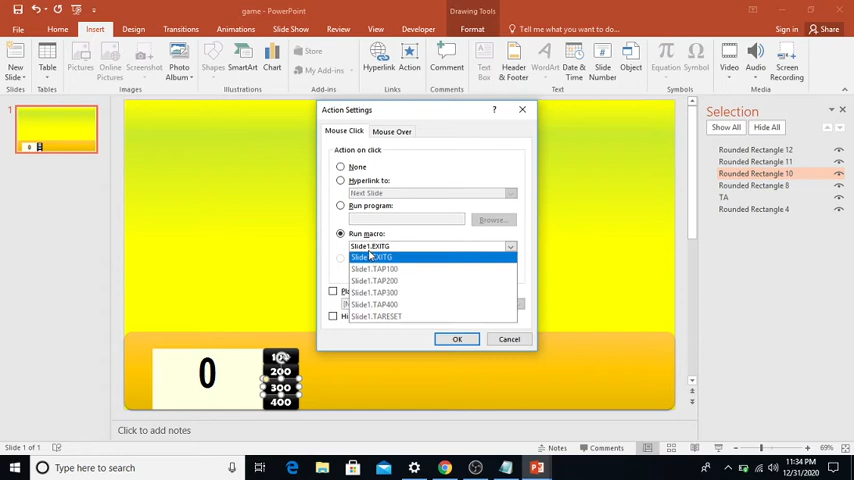 game - PowerPoint
Drawing Tools
File Home Insert Design Transitions Animations Slide Show Review View Developer Format Tell me what you want to do... Sign in Share
New Slide Table Pictures Online Pictures Screenshot Photo Album Shapes SmartArt Chart Store My Add-ins Hyperlink Action Comment Text Box Header & Footer WordArt Date & Time Slide Number Object Equation Symbol Video Audio Screen Recording
Slides Tables Images Illustrations Add-ins Links Comments Text Symbols Media
1
0
Action Settings
?
Mouse Click Mouse Over
Action on click
None
Hyperlink to:
Next Slide
Run program:
Browse...
Run macro:
Slide1.EXITG
Slide1.EXITG
Slide1.TAP100
Slide1.TAP200
Slide1.TAP300
Slide1.TAP400
Slide1.TARESET
OK Cancel
0
200
300
400
Selection
Show All Hide All
Rounded Rectangle 12
Rounded Rectangle 11
Rounded Rectangle 10
Rounded Rectangle 8
TA
Rounded Rectangle 4
Click to add notes
Slide 1 of 1 Notes Comments 69%
Type here to search
11:34 PM
12/31/2020